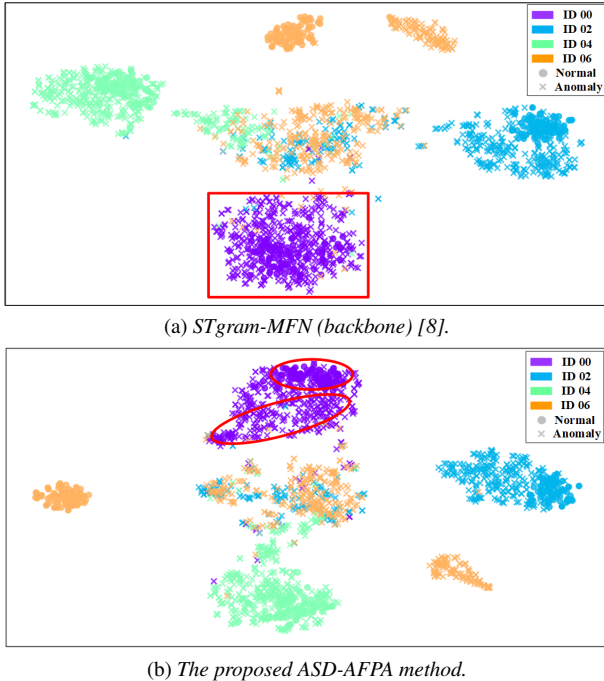 ID 00
ID 02
ID 04
ID 06
Normal
Anomaly
(a) STgram-MFN (backbone) [8].
ID 00
ID 02
ID 04
ID 06
Normal
Anomaly
(b) The proposed ASD-AFPA method.